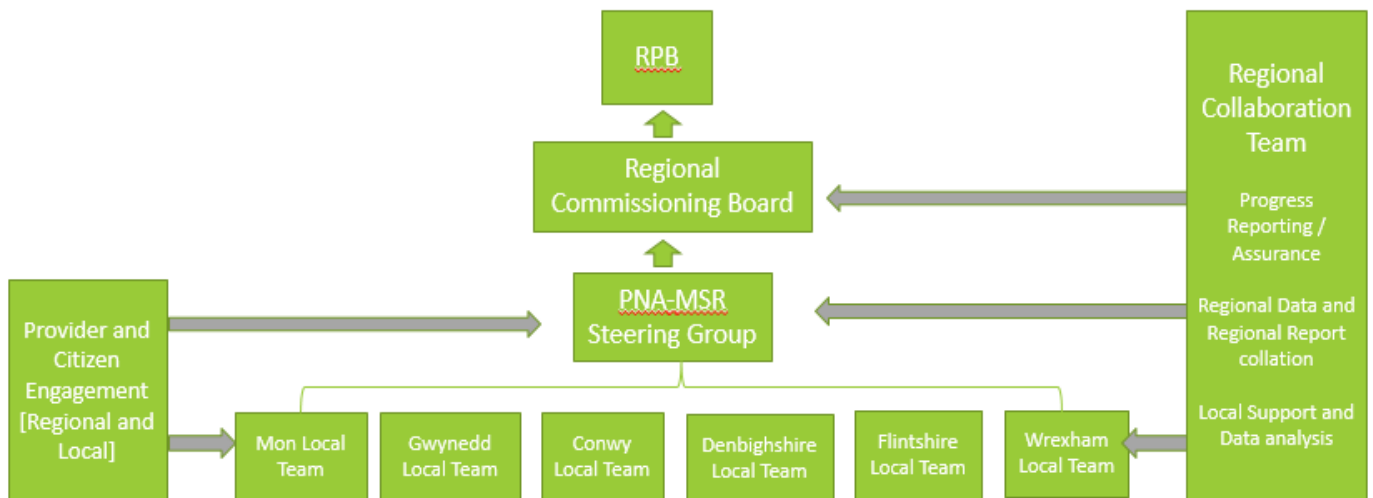 RPB
Regional
Commissioning Board
PNA-MSR
Steering Group
Provider and
Citizen
Engagement
[Regional and
Local]
Mon Local
Team
Gwynedd
Local Team
Conwy
Local Team
Denbighshire
Local Team
Flintshire
Local Team
Wrexham
Local Team
Regional
Collaboration
Team
Progress
Reporting /
Assurance
Regional Data and
Regional Report
collation
Local Support and
Data analysis